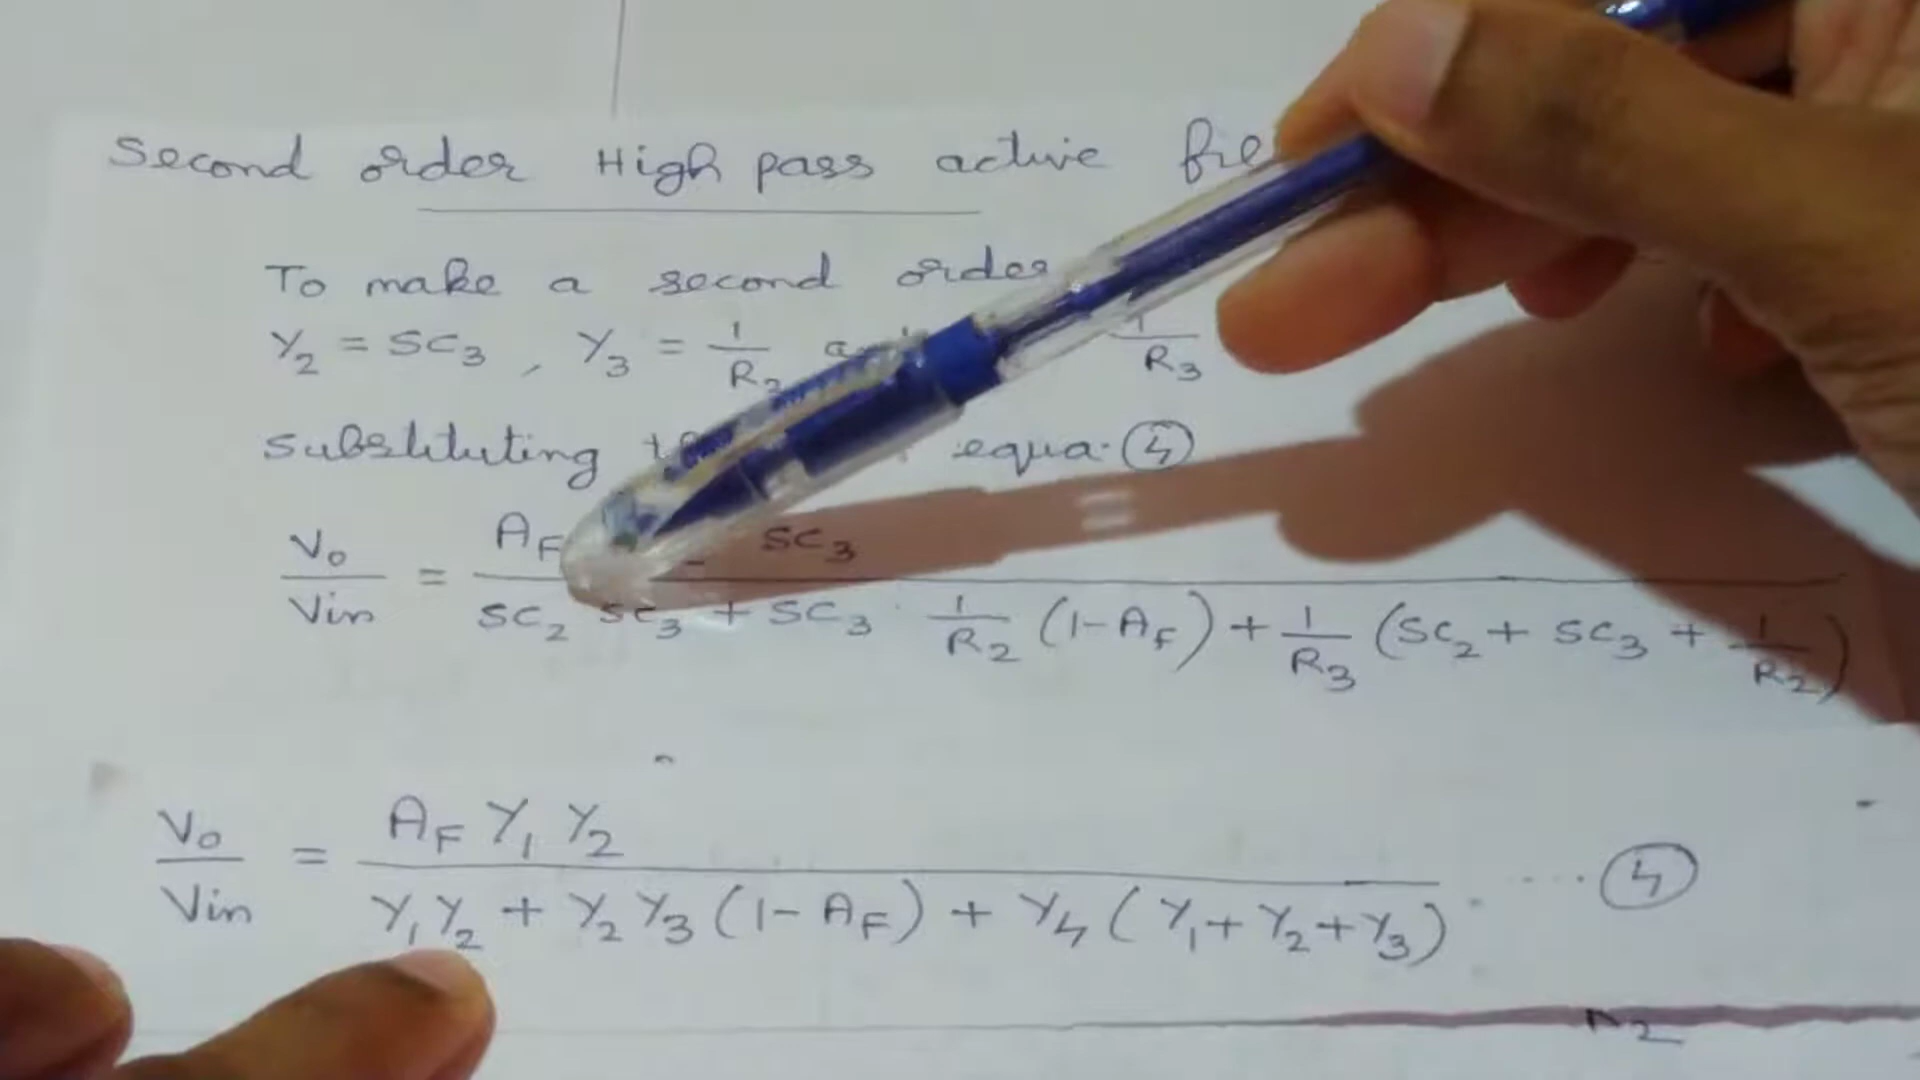 Second order High pass active
To make a second order
Y₂ = SC₃ , Y₃ = 1/R₂ 1/R₃
Substituting equa. ④
Vo/Vin = AF SC₃ / SC₂ SC₃ + SC₃ · 1/R₂ (1-AF) + 1/R₃ (SC₂ + SC₃ + 1/R₂)
Vo/Vin = AF Y₁ Y₂ / Y₁Y₂ + Y₂Y₃ (1-AF) + Y₄ (Y₁+Y₂+Y₃) ..... ④